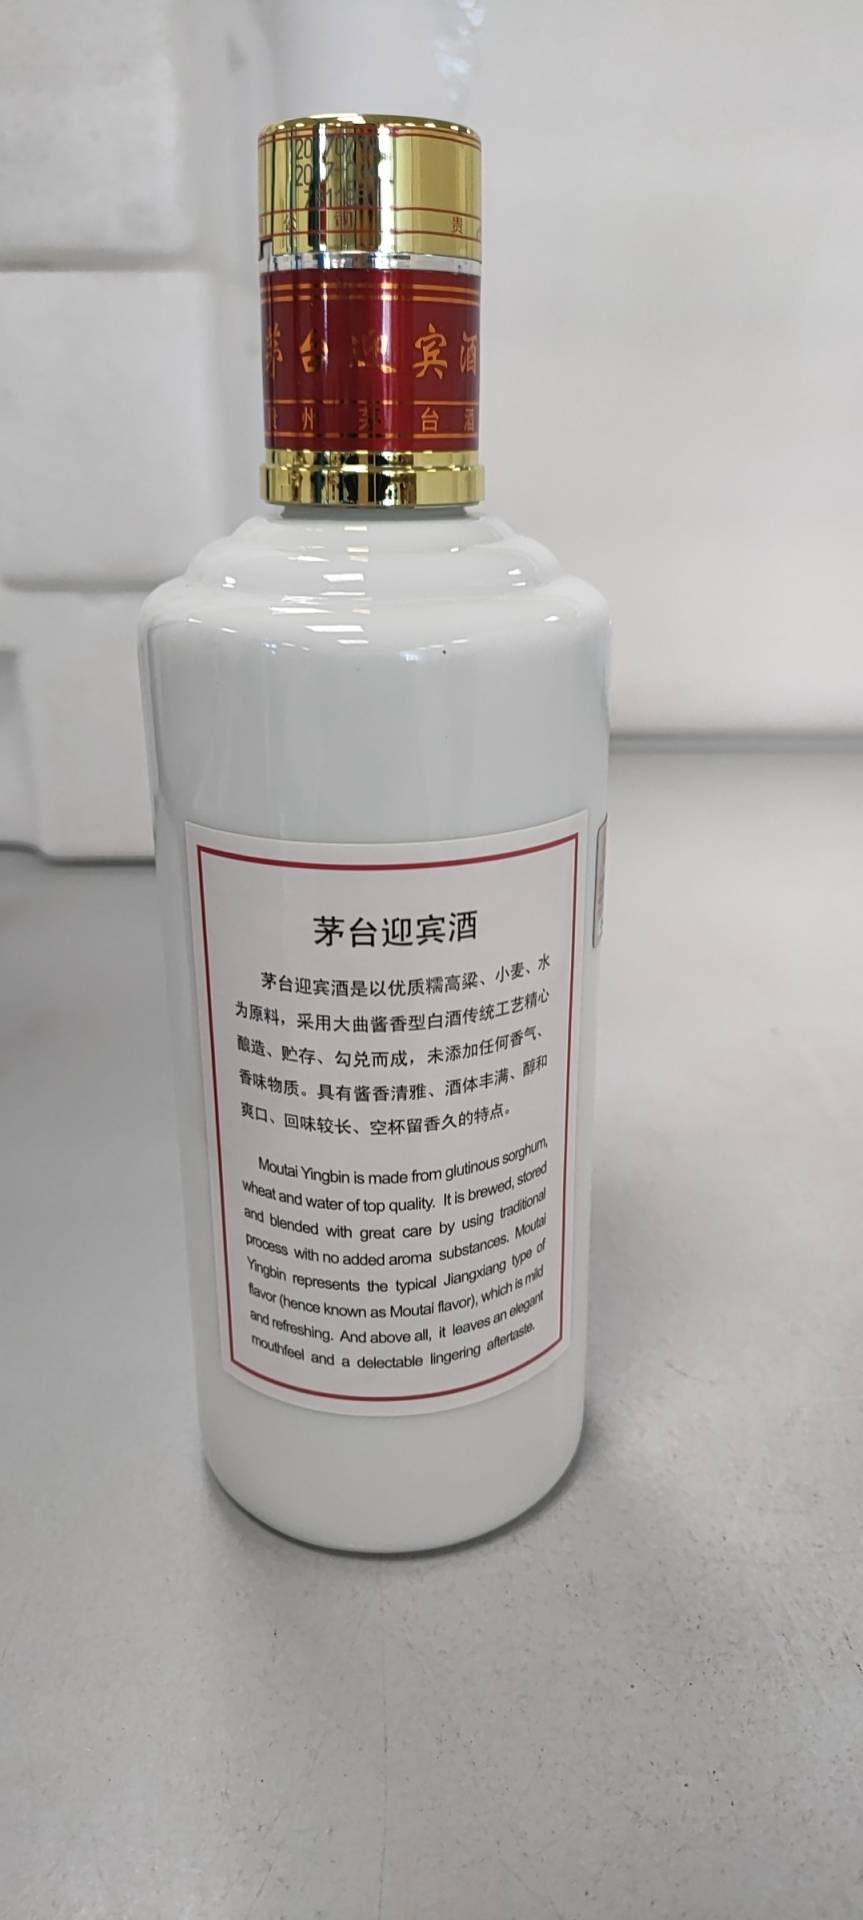 公司 贵
茅台迎宾酒
州茅台酒
茅台迎宾酒
茅台迎宾酒是以优质糯高粱、小麦、水
为原料，采用大曲酱香型白酒传统工艺精心
酿造、贮存、勾兑而成，未添加任何香气、
香味物质。具有酱香清雅、酒体丰满、醇和
爽口、回味较长、空杯留香久的特点。
Moutai Yingbin is made from glutinous sorghum,
wheat and water of top quality. It is brewed, stored
and blended with great care by using traditional
process with no added aroma substances. Moutai
Yingbin represents the typical Jiangxiang type of
flavor (hence known as Moutai flavor), which is mild
and refreshing. And above all, it leaves an elegant
mouthfeel and a delectable lingering aftertaste.